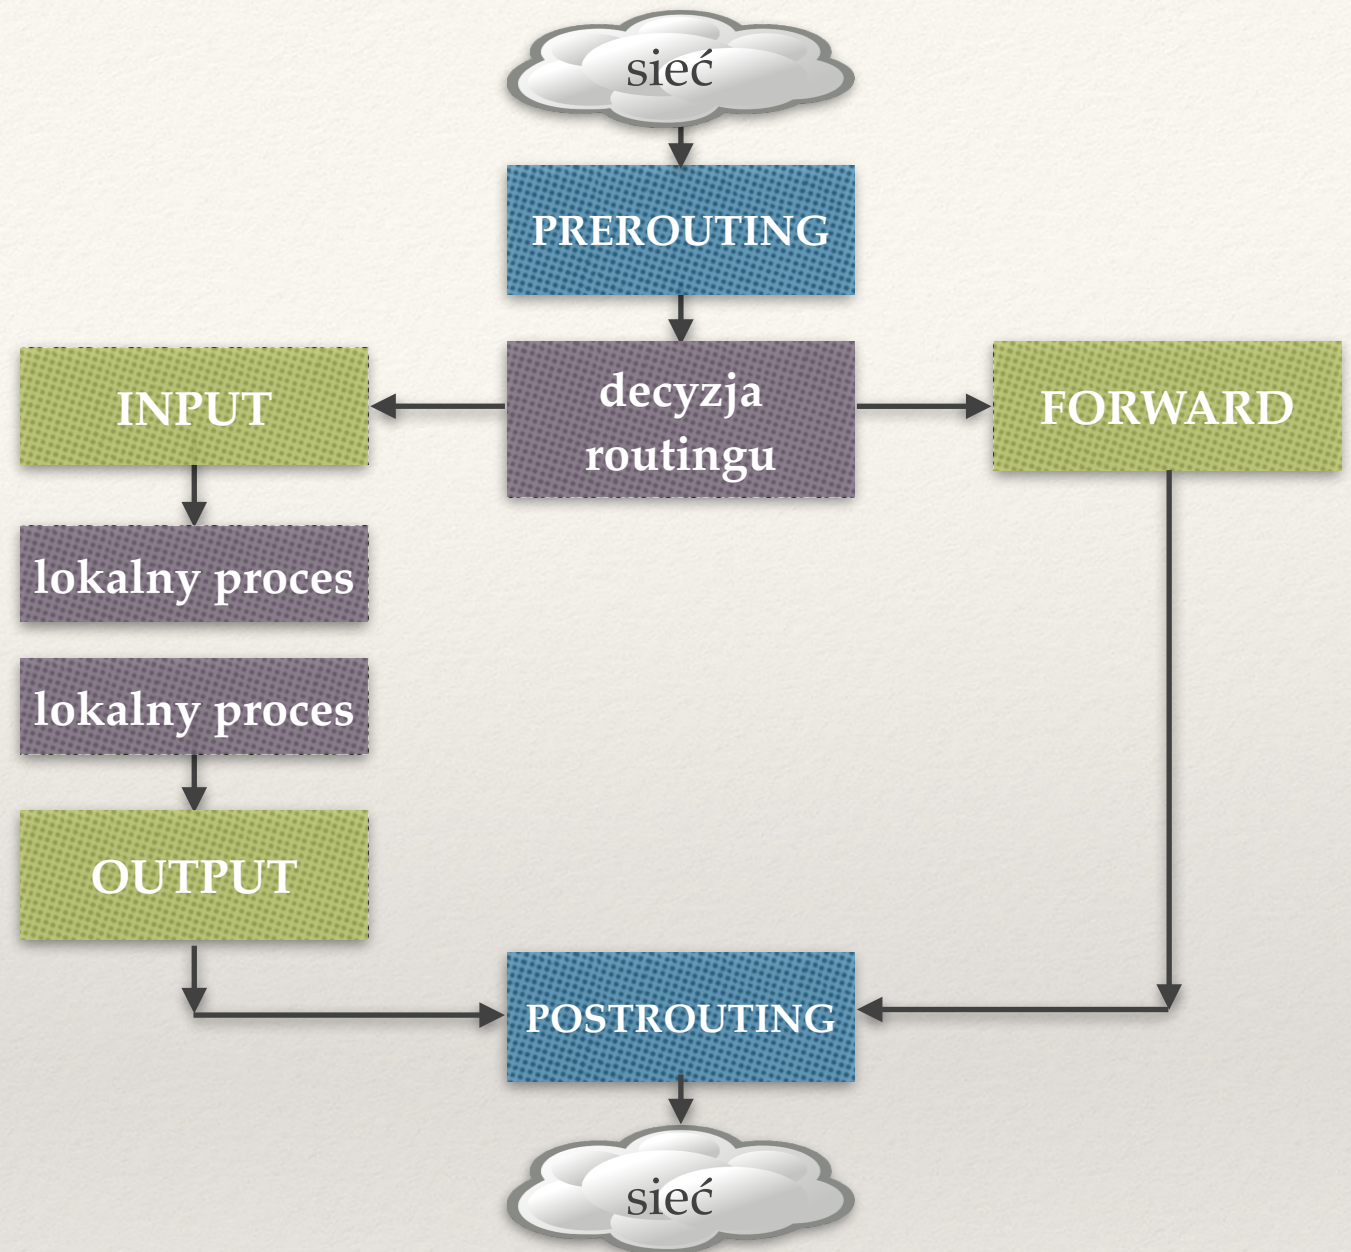 sieć
PREROUTING
INPUT
decyzja
routingu
FORWARD
lokalny proces
lokalny proces
OUTPUT
POSTROUTING
sieć